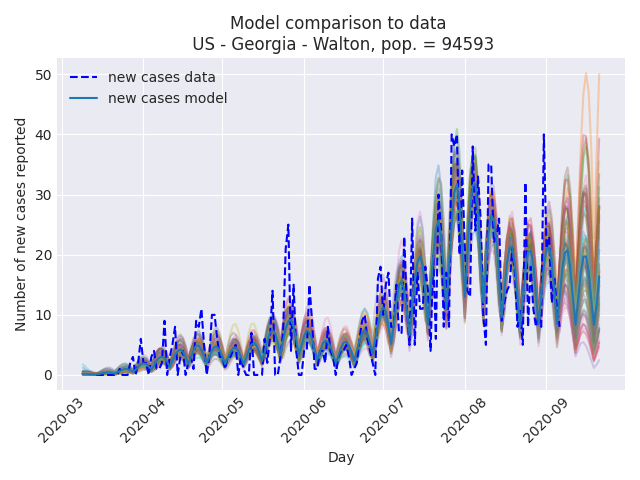 Model comparison to data
US - Georgia - Walton, pop. = 94593
new cases data
new cases model
Number of new cases reported
50
40
30
20
10
0
2020-03
2020-04
2020-05
2020-06
2020-07
2020-08
2020-09
Day